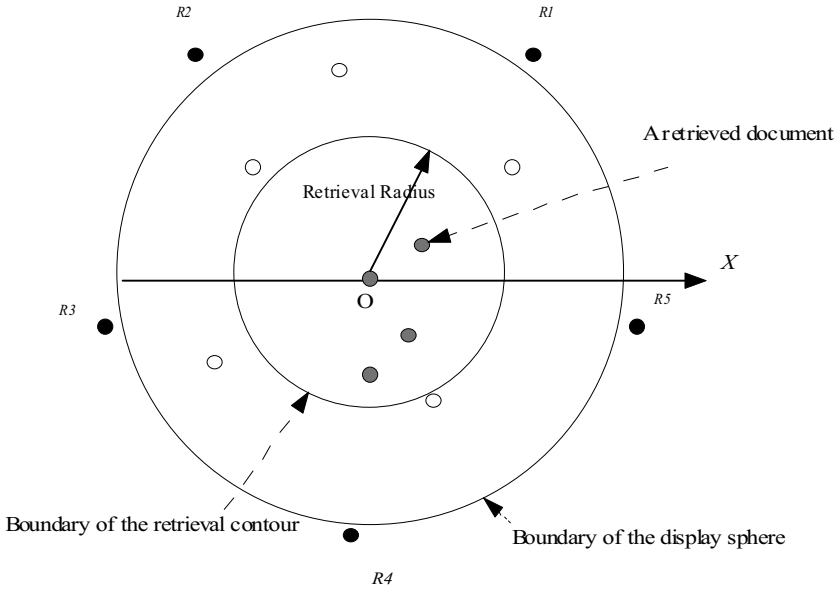 R2
R1
A retrieved document
Retrieval Radius
X
O
R3
R5
Boundary of the retrieval contour
Boundary of the display sphere
R4